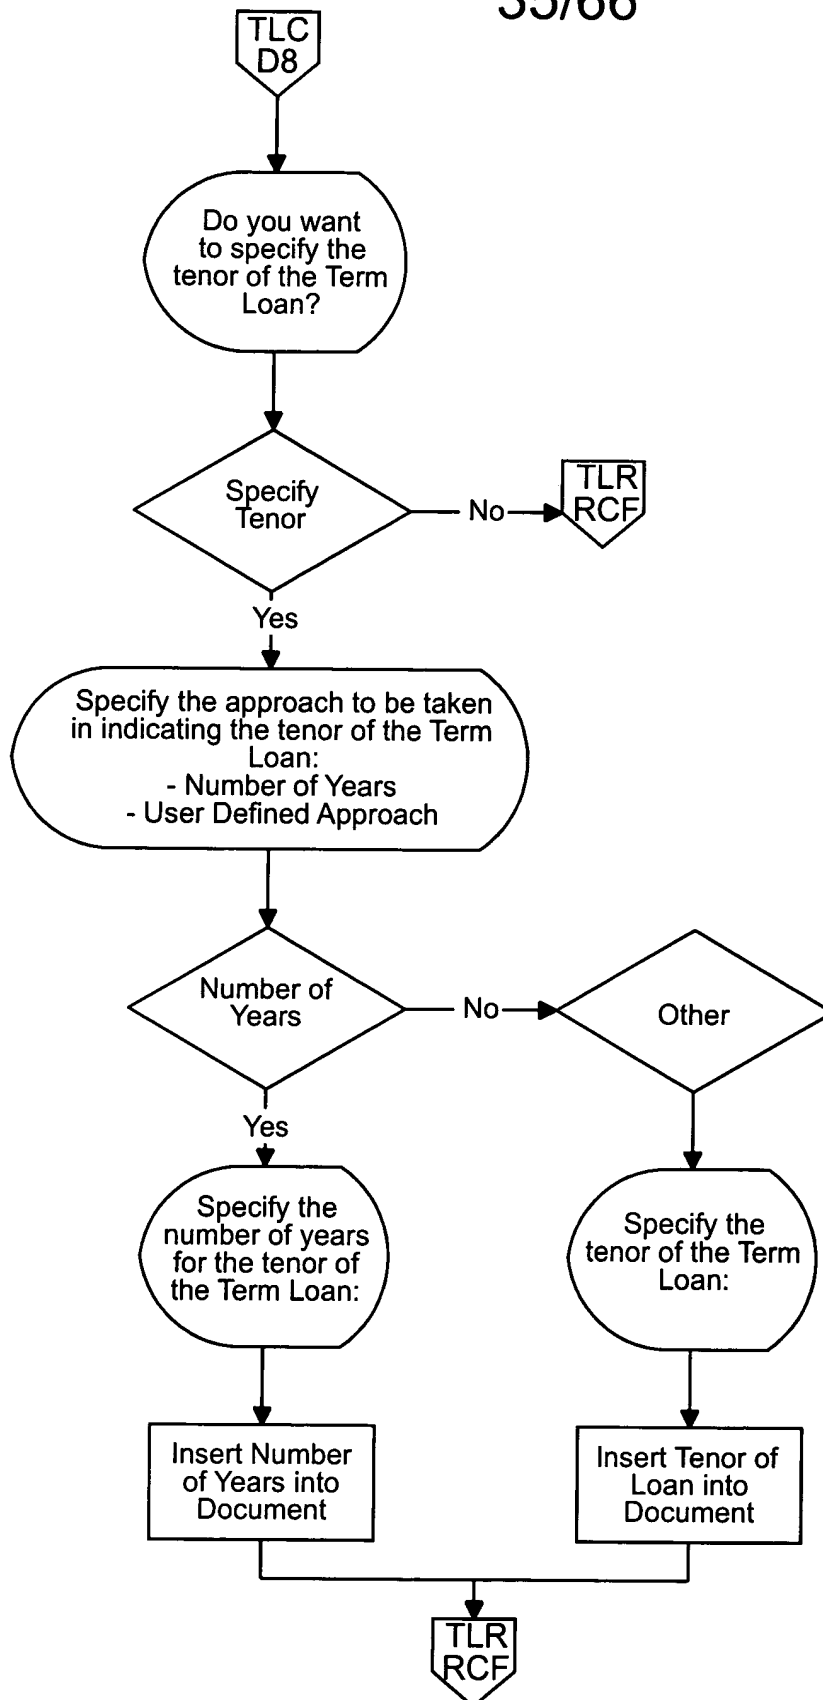 35/66
TLC
D8
Do you want
to specify the
tenor of the Term
Loan?
Specify
Tenor
No
TLR
RCF
Yes
Specify the approach to be taken
in indicating the tenor of the Term
Loan:
- Number of Years
- User Defined Approach
Number of
Years
No
Other
Yes
Specify the
number of years
for the tenor of
the Term Loan:
Specify the
tenor of the Term
Loan:
Insert Number
of Years into
Document
Insert Tenor of
Loan into
Document
TLR
RCF